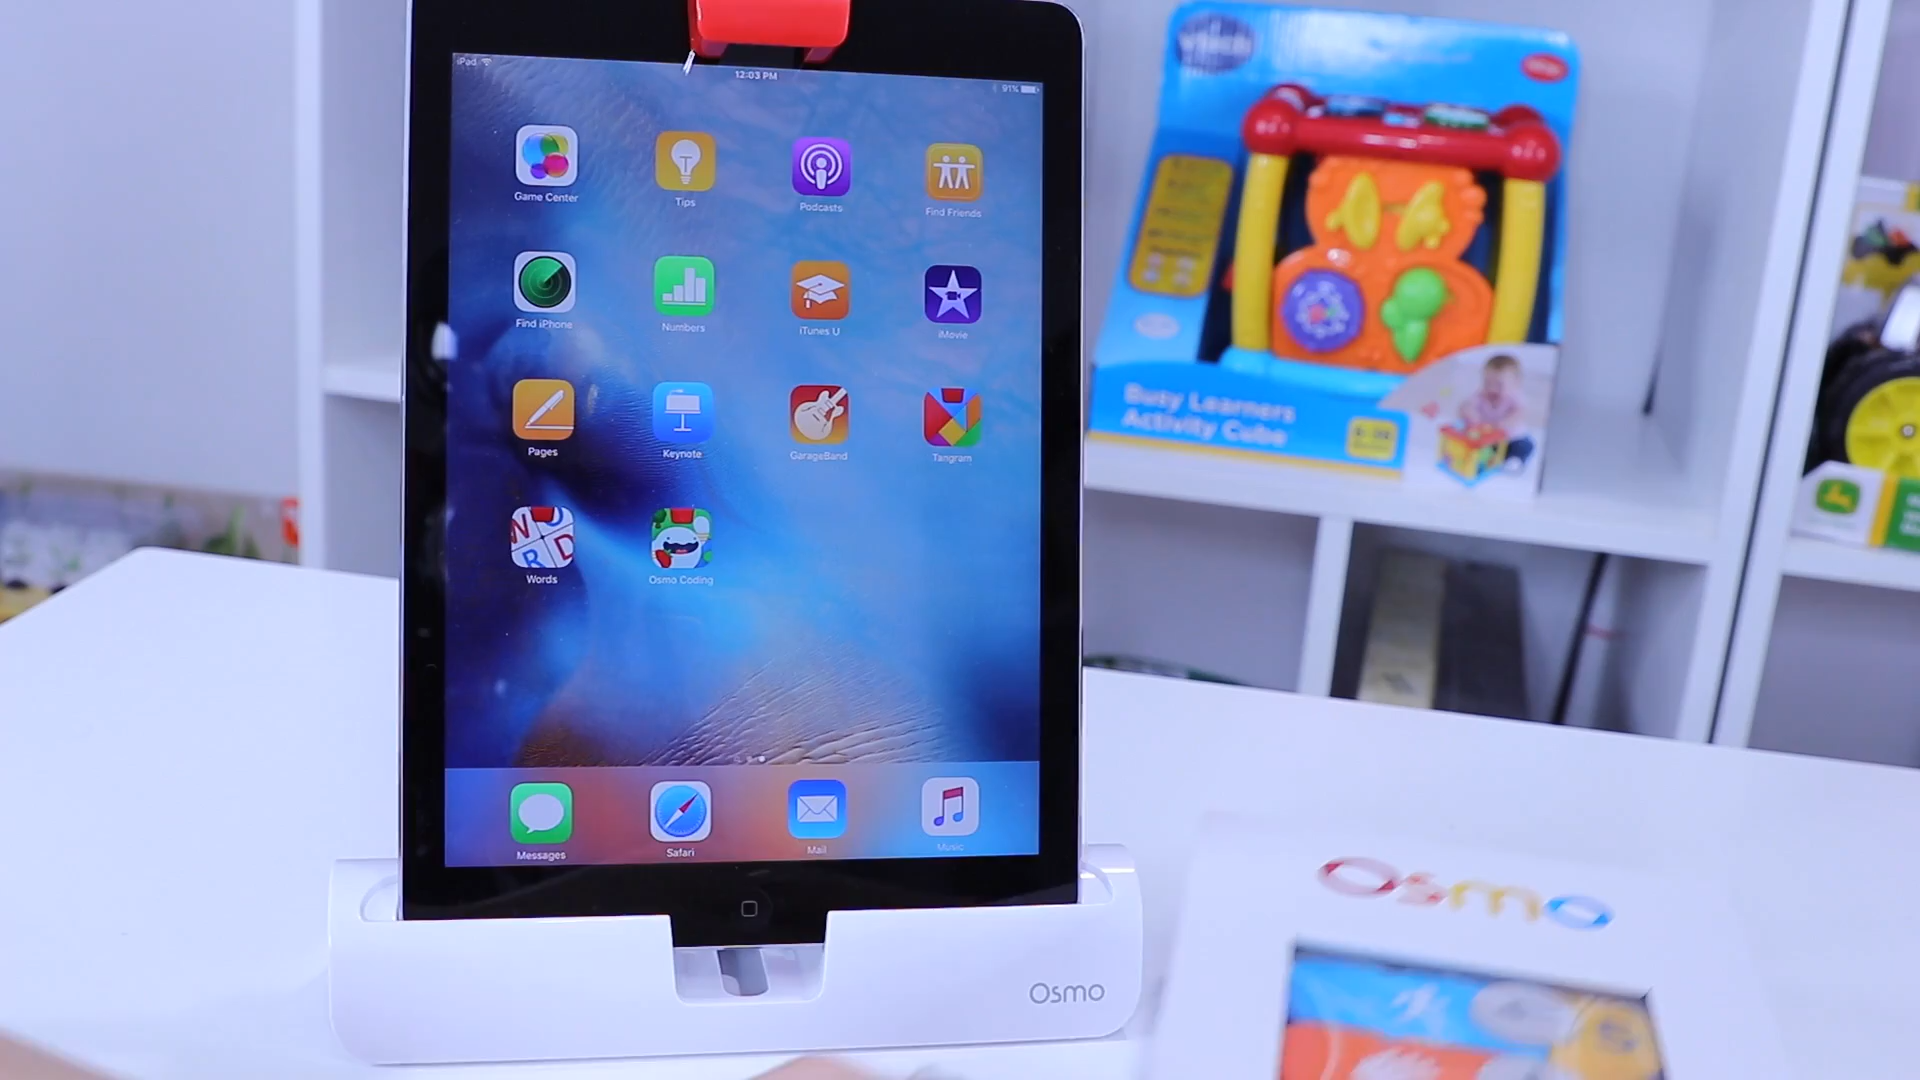 iPad
12:03 PM
91%
Game Center
Tips
Podcasts
Find Friends
Find iPhone
Numbers
iTunes U
iMovie
Pages
Keynote
GarageBand
Tangram
W O R D
Words
Osmo Coding
Messages
Safari
Mail
Music
Osmo
vtech
Busy Learners
Activity Cube
Osmo